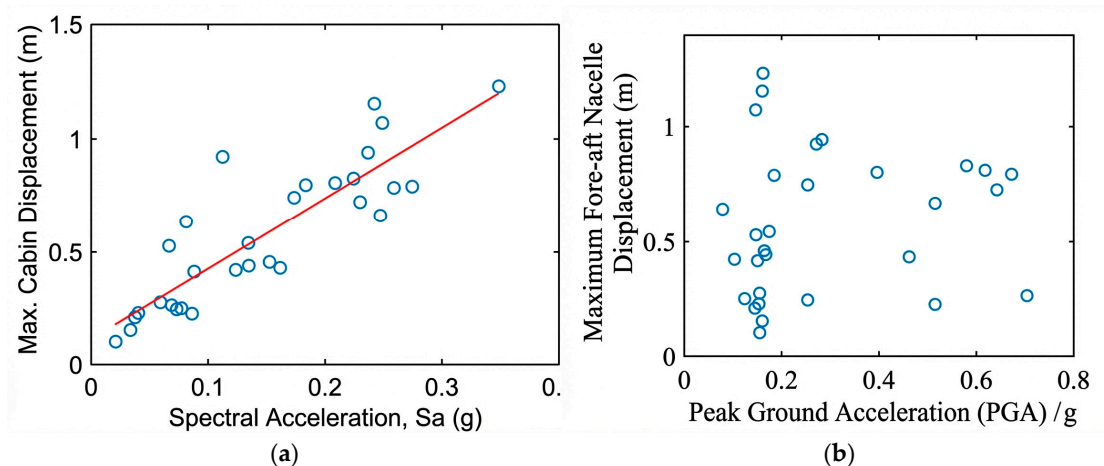 Max. Cabin Displacement (m)
1.5
1
0.5
0
0
0.1
0.2
0.3
0.
Spectral Acceleration, Sa (g)
(a)
Maximum Fore-aft Nacelle
Displacement (m)
1
0.5
0
0
0.2
0.4
0.6
0.8
Peak Ground Acceleration (PGA) /g
(b)